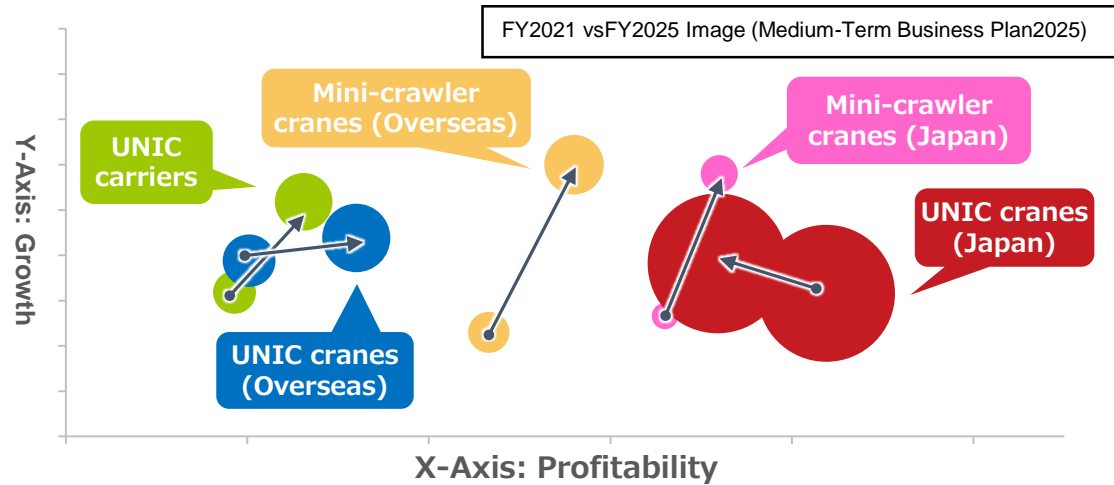 FY2021 vsFY2025 Image (Medium-Term Business Plan2025)
Mini-crawler
cranes (Overseas)
Mini-crawler
cranes (Japan)
UNIC
carriers
UNIC cranes
(Japan)
UNIC cranes
(Overseas)
Y-Axis: Growth
X-Axis: Profitability